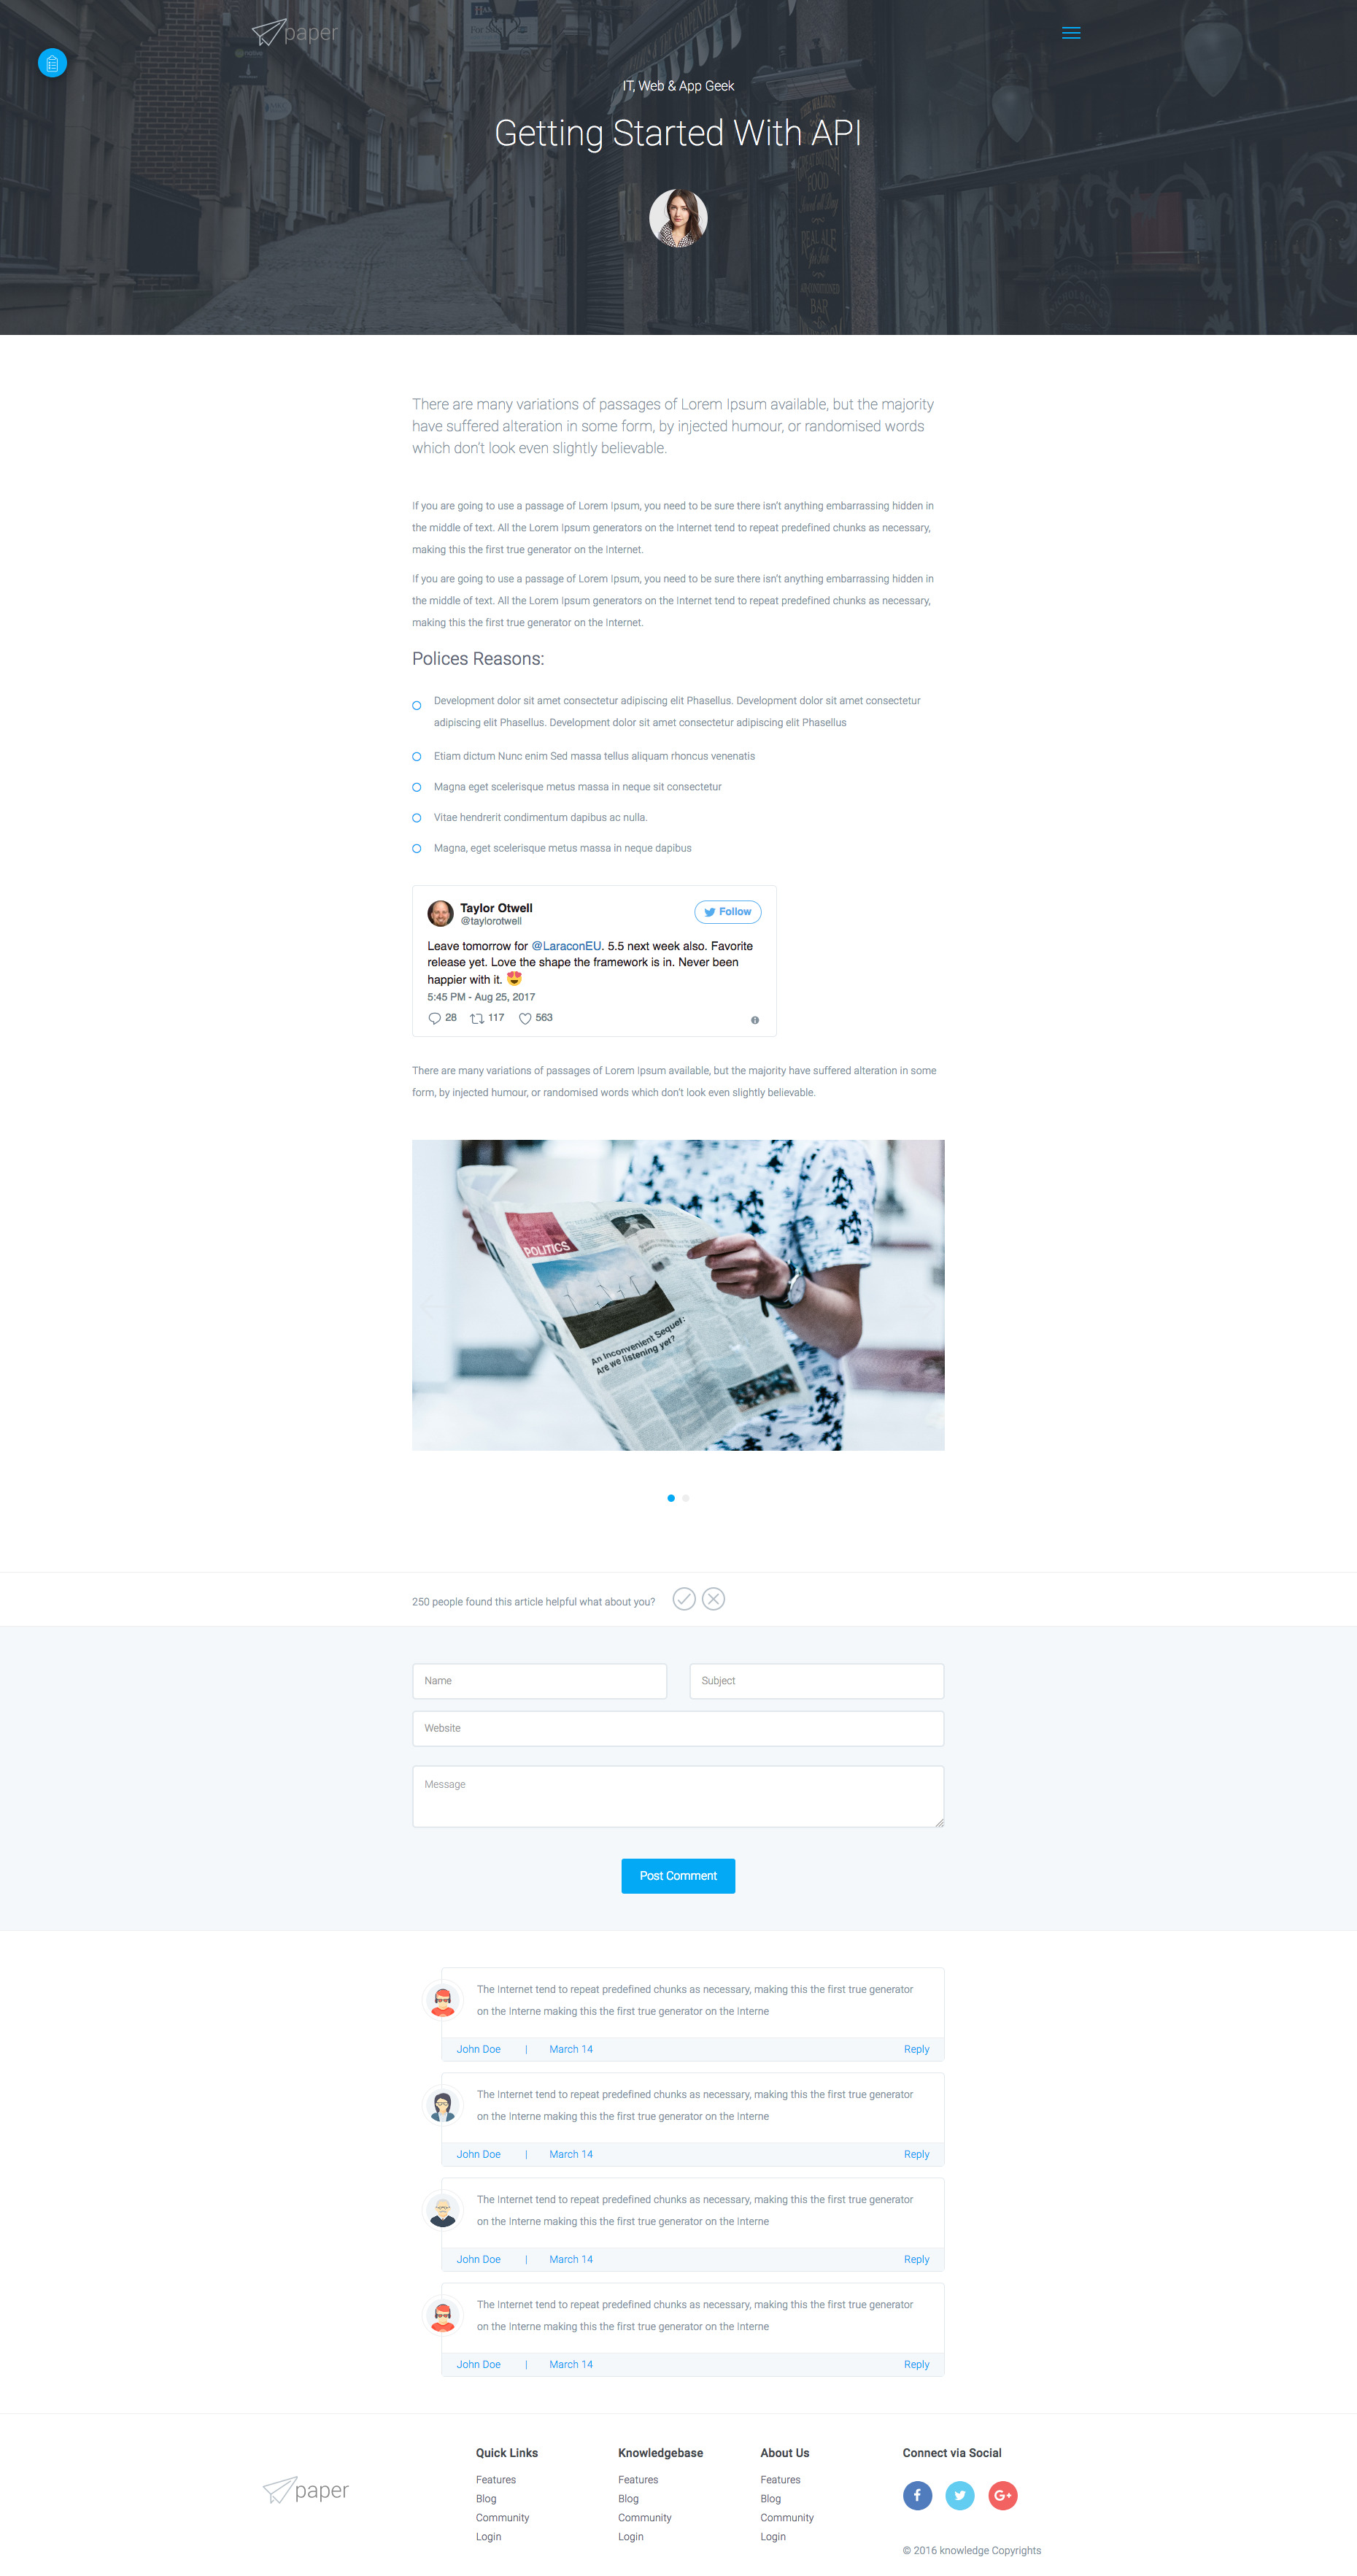 paper
For S
IT, Web & App Geek
Getting Started With API
FOOD
REAL ALE
AIR-CONDITIONED
BAR
There are many variations of passages of Lorem Ipsum available, but the majority
have suffered alteration in some form, by injected humour, or randomised words
which don't look even slightly believable.
If you are going to use a passage of Lorem Ipsum, you need to be sure there isn't anything embarrassing hidden in
the middle of text. All the Lorem Ipsum generators on the Internet tend to repeat predefined chunks as necessary,
making this the first true generator on the Internet.
If you are going to use a passage of Lorem Ipsum, you need to be sure there isn't anything embarrassing hidden in
the middle of text. All the Lorem Ipsum generators on the Internet tend to repeat predefined chunks as necessary,
making this the first true generator on the Internet.
Polices Reasons:
Development dolor sit amet consectetur adipiscing elit Phasellus. Development dolor sit amet consectetur
adipiscing elit Phasellus. Development dolor sit amet consectetur adipiscing elit Phasellus
Etiam dictum Nunc enim Sed massa tellus aliquam rhoncus venenatis
Magna eget scelerisque metus massa in neque sit consectetur
Vitae hendrerit condimentum dapibus ac nulla.
Magna, eget scelerisque metus massa in neque dapibus
Taylor Otwell
@taylorotwell
Follow
Leave tomorrow for @LaraconEU. 5.5 next week also. Favorite
release yet. Love the shape the framework is in. Never been
happier with it. 😍
5:45 PM - Aug 25, 2017
28 117 563
There are many variations of passages of Lorem Ipsum available, but the majority have suffered alteration in some
form, by injected humour, or randomised words which don't look even slightly believable.
POLITICS
An Inconvenient Sequel:
Are we listening yet?
250 people found this article helpful what about you?
Name
Subject
Website
Message
Post Comment
The Internet tend to repeat predefined chunks as necessary, making this the first true generator
on the Interne making this the first true generator on the Interne
John Doe | March 14 Reply
The Internet tend to repeat predefined chunks as necessary, making this the first true generator
on the Interne making this the first true generator on the Interne
John Doe | March 14 Reply
The Internet tend to repeat predefined chunks as necessary, making this the first true generator
on the Interne making this the first true generator on the Interne
John Doe | March 14 Reply
The Internet tend to repeat predefined chunks as necessary, making this the first true generator
on the Interne making this the first true generator on the Interne
John Doe | March 14 Reply
paper
Quick Links
Features
Blog
Community
Login
Knowledgebase
Features
Blog
Community
Login
About Us
Features
Blog
Community
Login
Connect via Social
© 2016 knowledge Copyrights